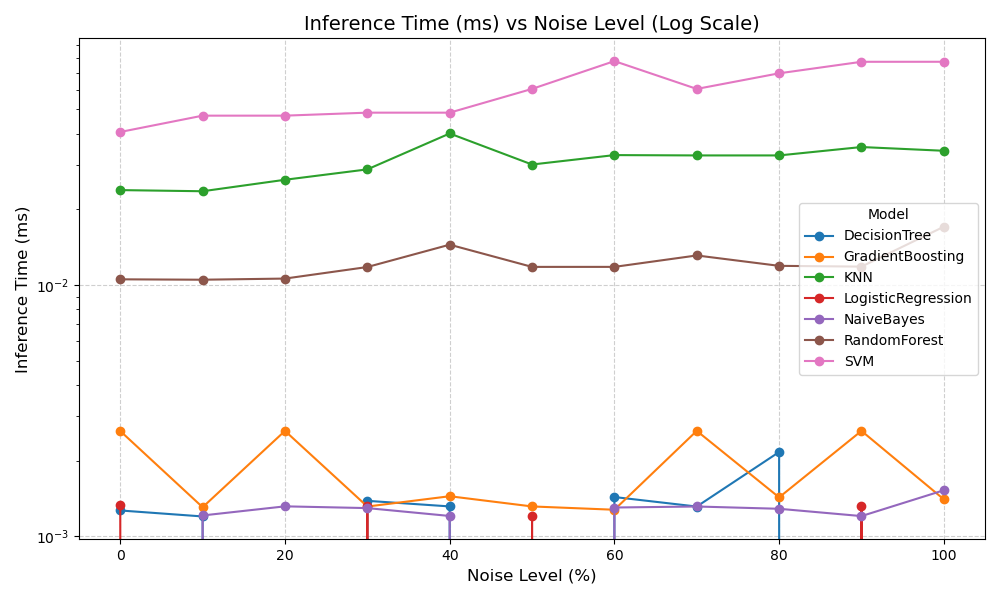 Inference Time (ms) vs Noise Level (Log Scale)
Inference Time (ms)
10⁻²
10⁻³
Model
DecisionTree
GradientBoosting
KNN
LogisticRegression
NaiveBayes
RandomForest
SVM
0 20 40 60 80 100
Noise Level (%)